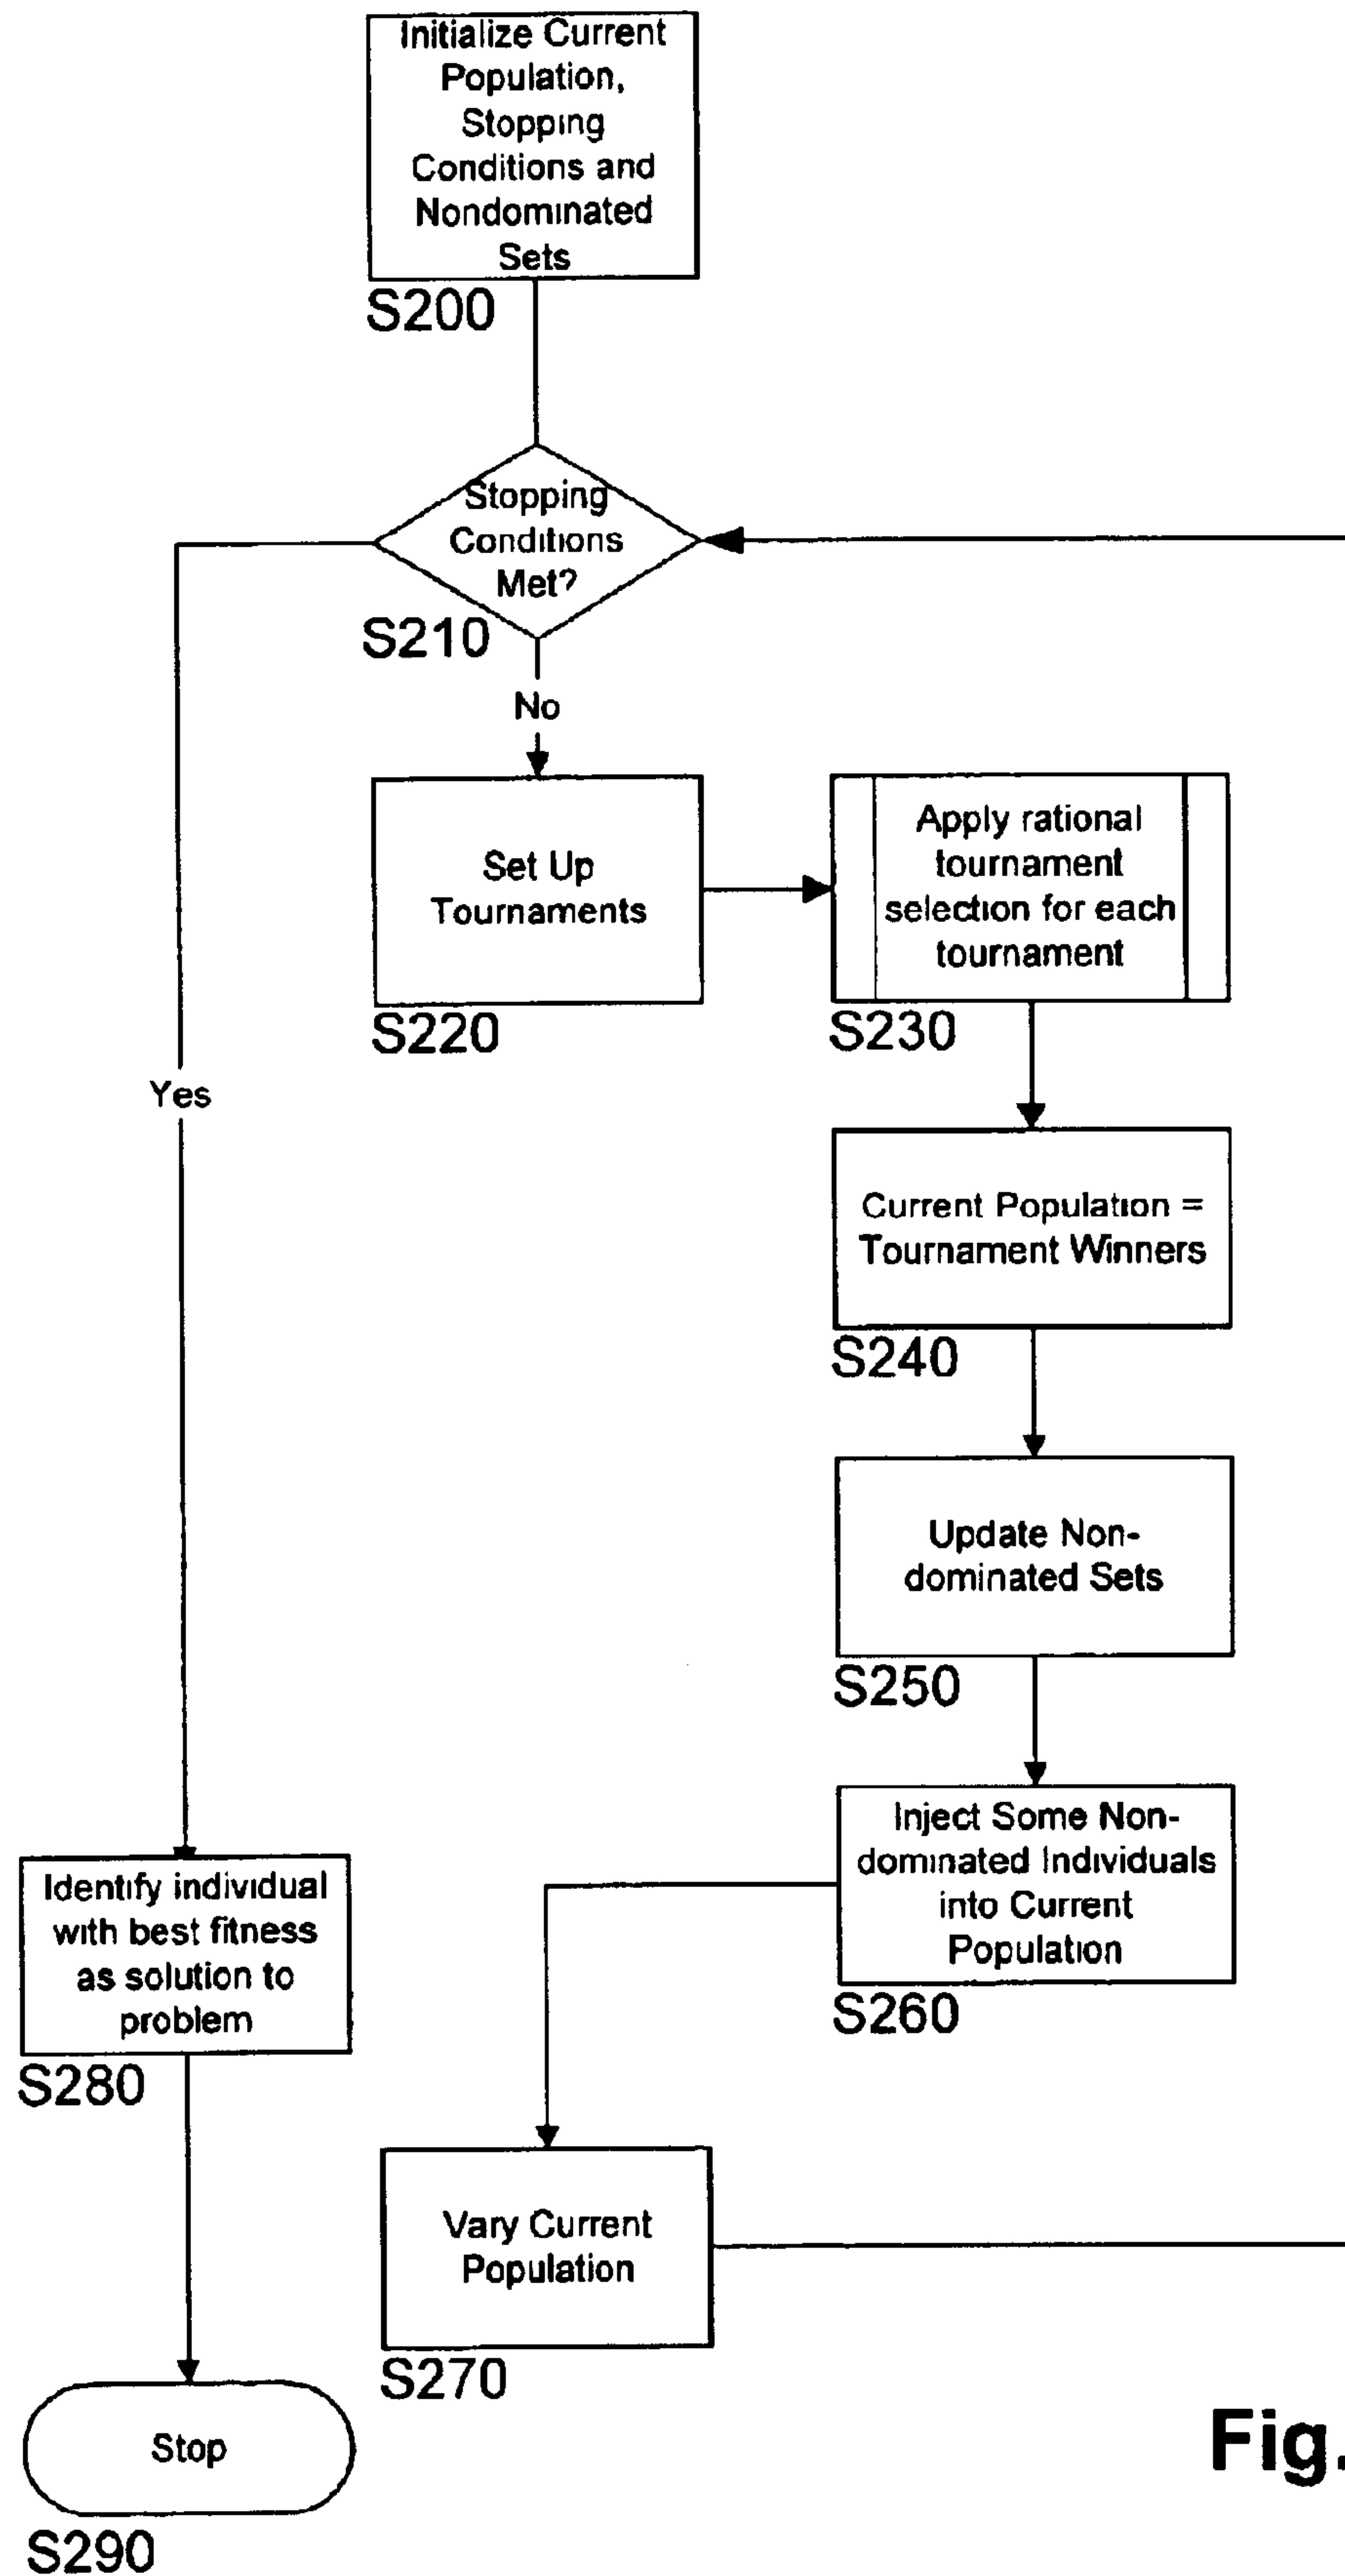 Initialize Current
Population,
Stopping
Conditions and
Nondominated
Sets
S200
Stopping
Conditions
Met?
S210
No
Yes
Set Up
Tournaments
S220
Apply rational
tournament
selection for each
tournament
S230
Current Population =
Tournament Winners
S240
Update Non-
dominated Sets
S250
Inject Some Non-
dominated Individuals
into Current
Population
S260
Identify individual
with best fitness
as solution to
problem
S280
Vary Current
Population
S270
Stop
S290
Fig.